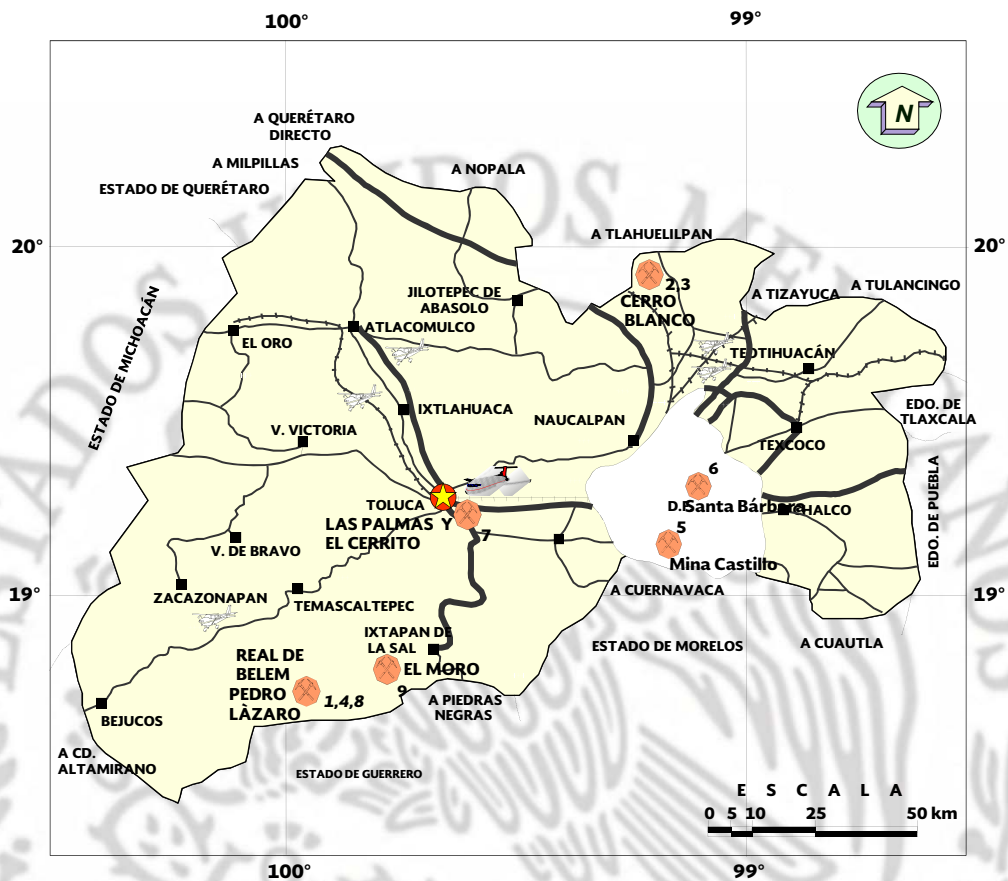 100°
99°
N
A QUERÉTARO
DIRECTO
A MILPILLAS
A NOPALA
ESTADO DE QUERÉTARO
A TLAHUELILPAN
20°
20°
2,3
CERRO
BLANCO
A TIZAYUCA
A TULANCINGO
JILOTEPEC DE
ABASOLO
ATLACOMULCO
EL ORO
TEOTIHUACÁN
ESTADO DE MICHOACÁN
IXTLAHUACA
NAUCALPAN
V. VICTORIA
EDO. DE
TLAXCALA
TEXCOCO
6
TOLUCA
D.F.
Santa Bárbara
CHALCO
LAS PALMAS Y
EL CERRITO
7
5
EDO. DE PUEBLA
V. DE BRAVO
Mina Castillo
ZACAZONAPAN
TEMASCALTEPEC
19°
19°
A CUERNAVACA
IXTAPAN DE
LA SAL
ESTADO DE MORELOS
A CUAUTLA
REAL DE
BELEM
PEDRO
LÀZARO
1,4,8
EL MORO
9
A PIEDRAS
NEGRAS
BEJUCOS
A CD.
ALTAMIRANO
ESTADO DE GUERRERO
E S C A L A
0 5 10 25 50 km
100°
99°